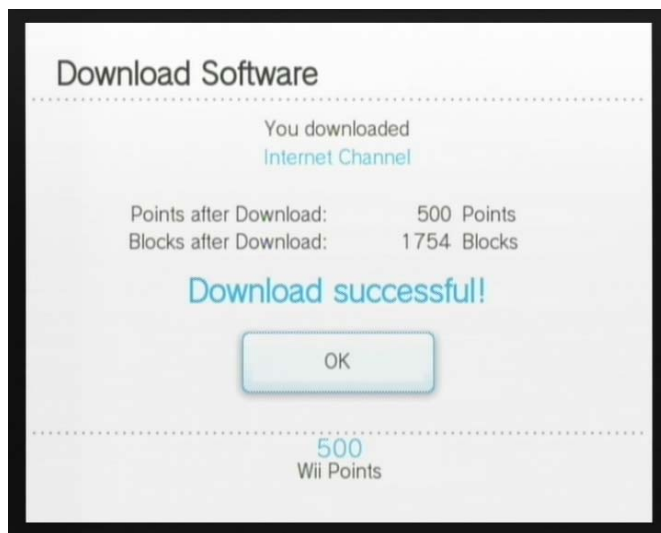 Download Software
You downloaded
Internet Channel
Points after Download: 500 Points
Blocks after Download: 1754 Blocks
Download successful!
OK
500
Wii Points